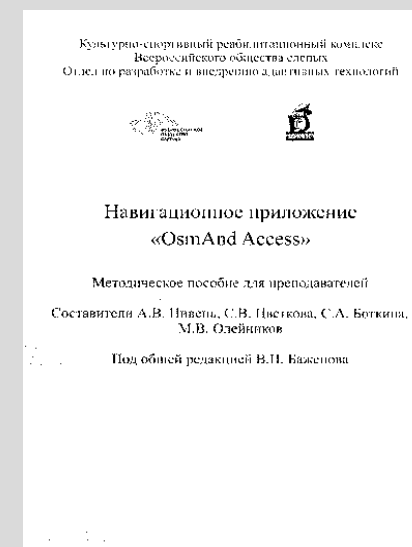 Культурно-спортивный реабилитационный комплекс
Всероссийского общества слепых
Отдел по разработке и внедрению адаптивных технологий
Навигационное приложение
«OsmAnd Access»
Методическое пособие для преподавателей
Составители А.В. С.В. Цветкова, С.А. Боткина,
М.В. Олейников
Под общей редакцией В.П. Баженова